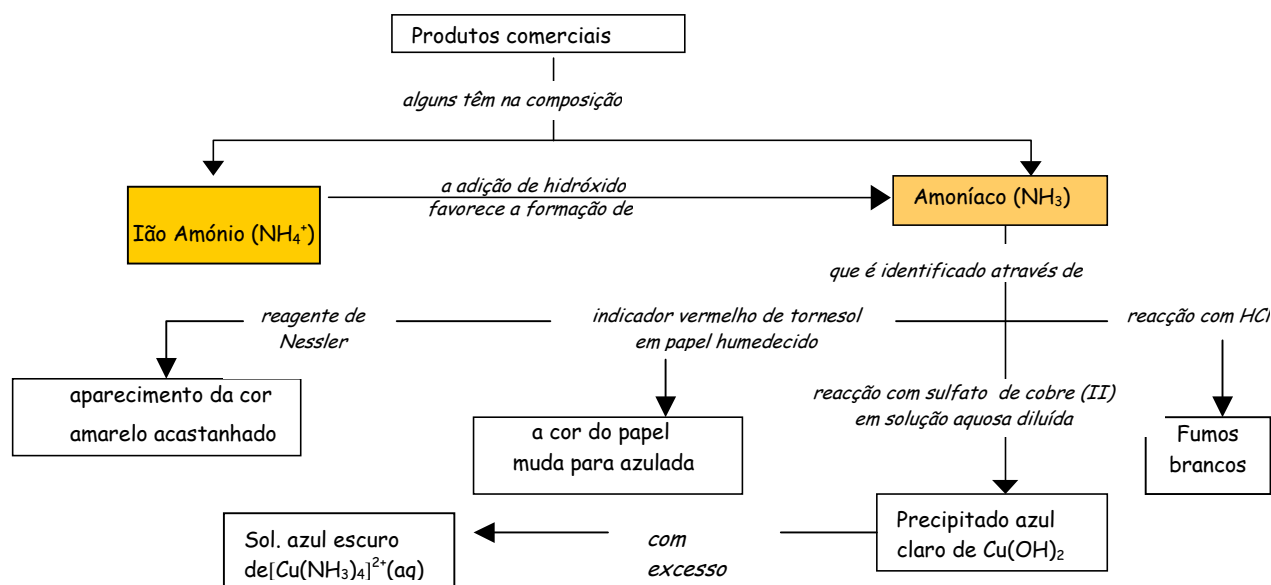 Produtos comerciais
alguns têm na composição
Ião Amónio (NH₄⁺)
a adição de hidróxido
favorece a formação de
Amoníaco (NH₃)
que é identificado através de
reagente de
Nessler
indicador vermelho de tornesol
em papel humedecido
reacção com HCl
aparecimento da cor
amarelo acastanhado
a cor do papel
muda para azulada
reacção com sulfato de cobre (II)
em solução aquosa diluída
Fumos
brancos
Precipitado azul
claro de Cu(OH)₂
com
excesso
Sol. azul escuro
de[Cu(NH₃)₄]²⁺(aq)